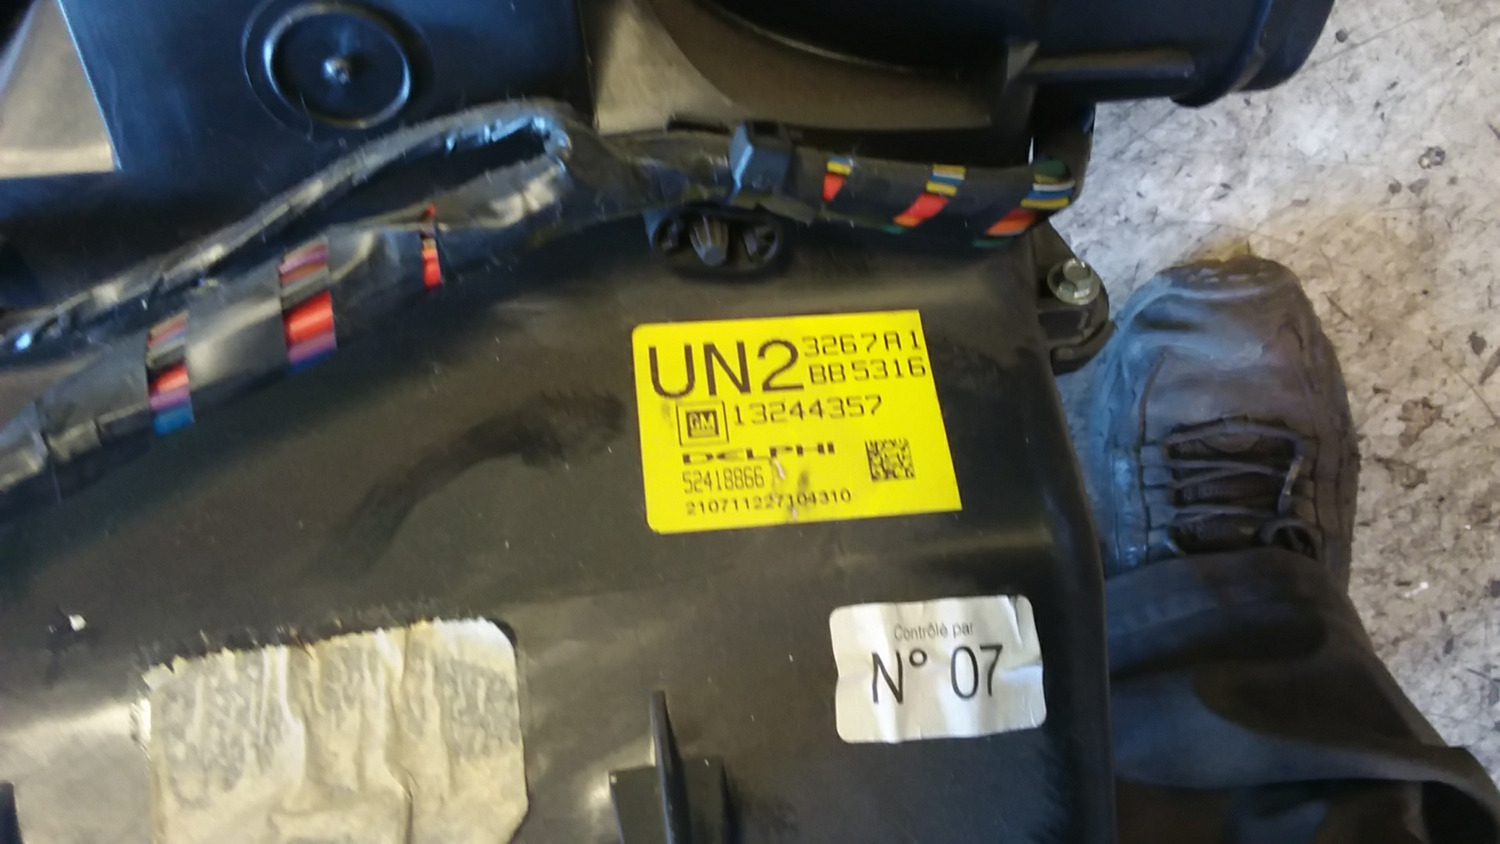 UN2 3267A1
BB5316
GM 13244357
DELPHI
52418866
210711227104310
Contrôlé par
N° 07